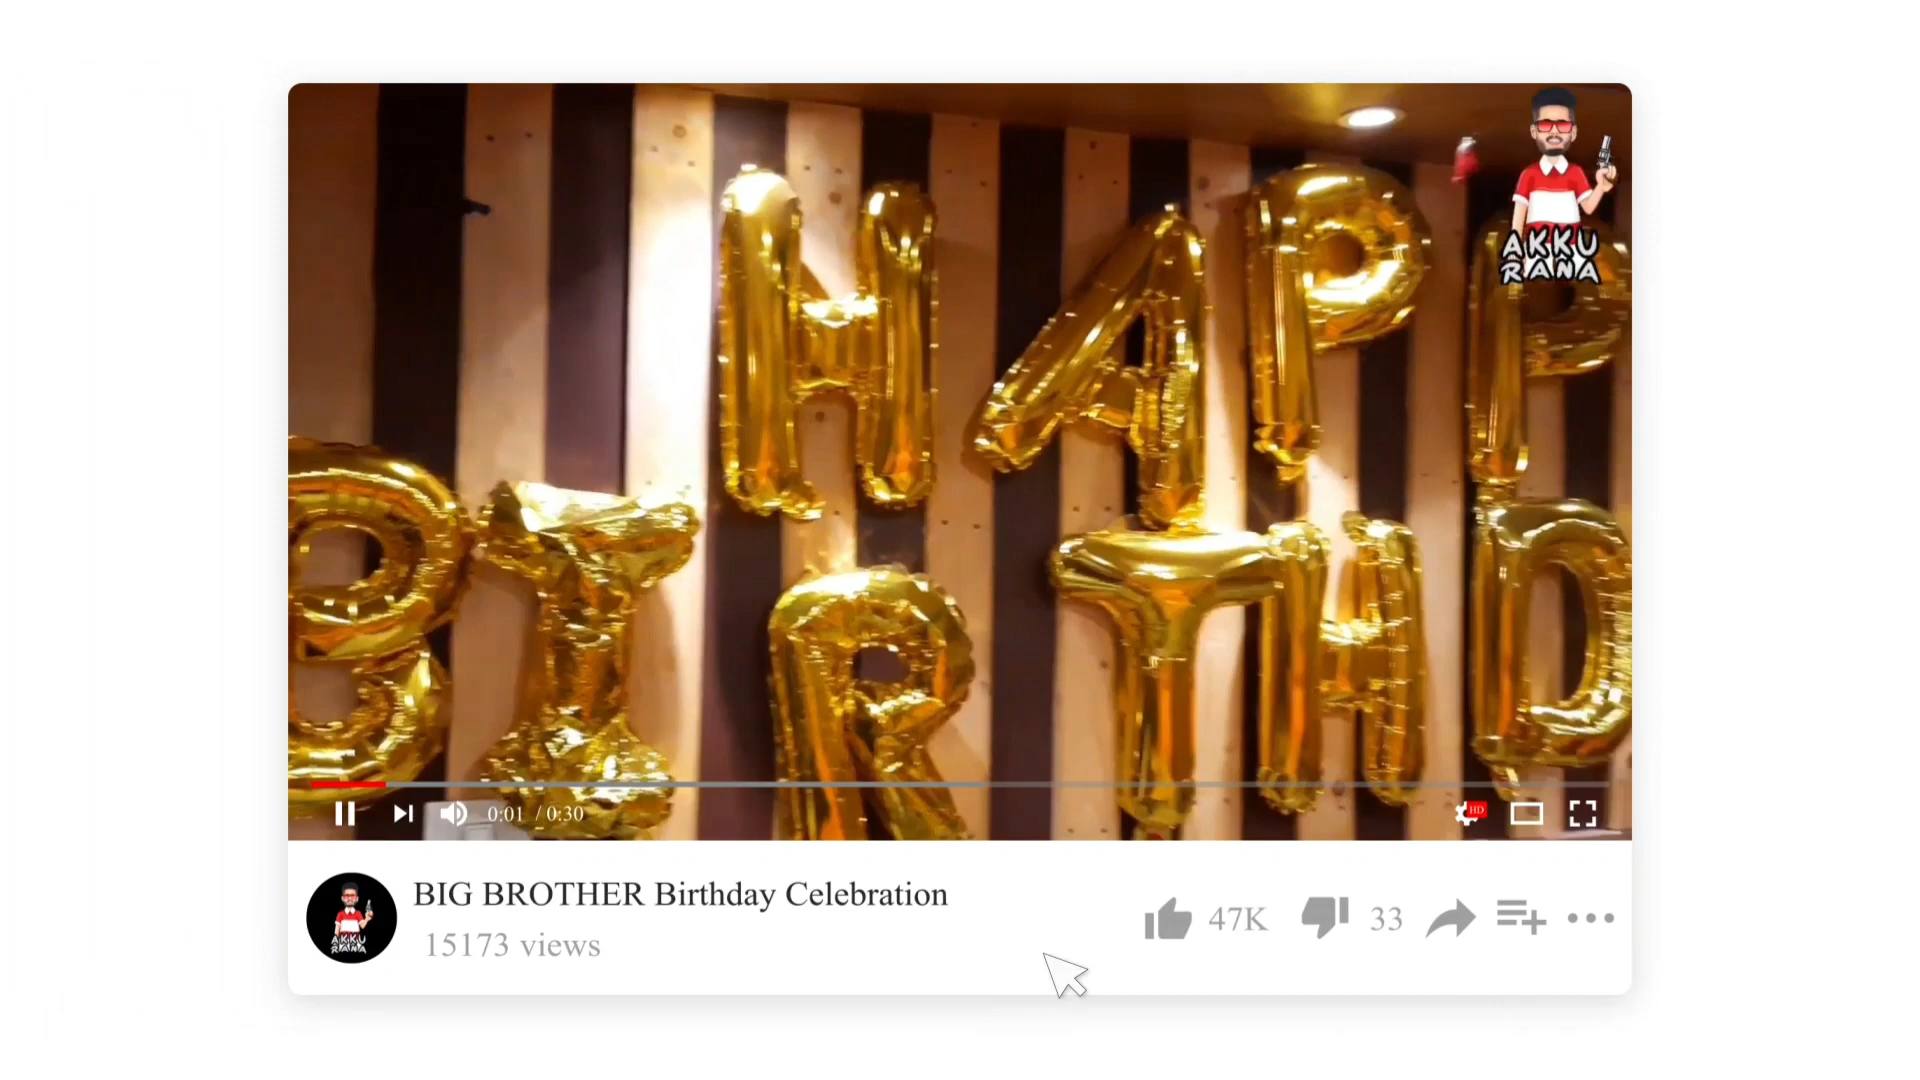 HAPP
BIRTHD
AKKU
RANA
0:01 / 0:30
HD
BIG BROTHER Birthday Celebration
15173 views
47K
33
AKKU
RANA